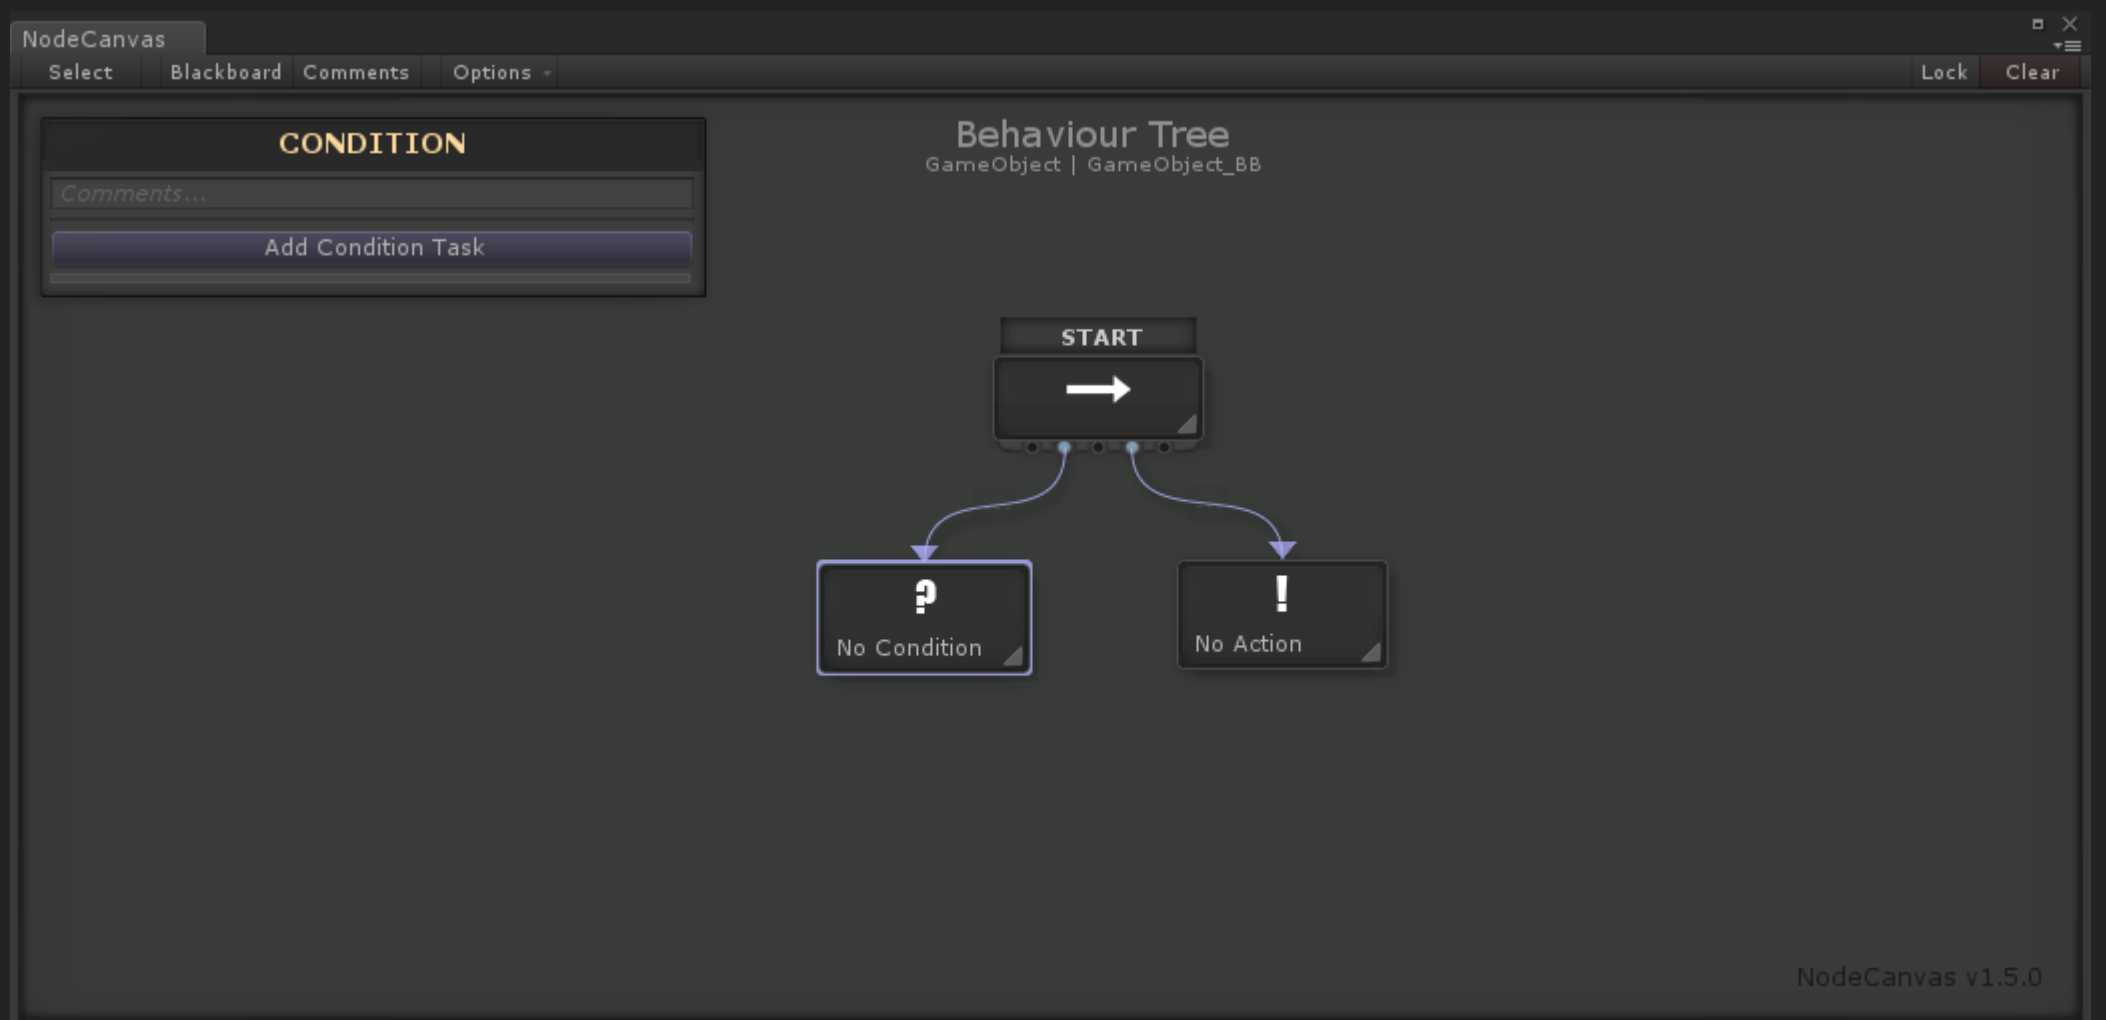 NodeCanvas
Select Blackboard Comments Options Lock Clear
CONDITION
Comments...
Add Condition Task
Behaviour Tree
GameObject | GameObject_BB
START
?
No Condition
!
No Action
NodeCanvas v1.5.0